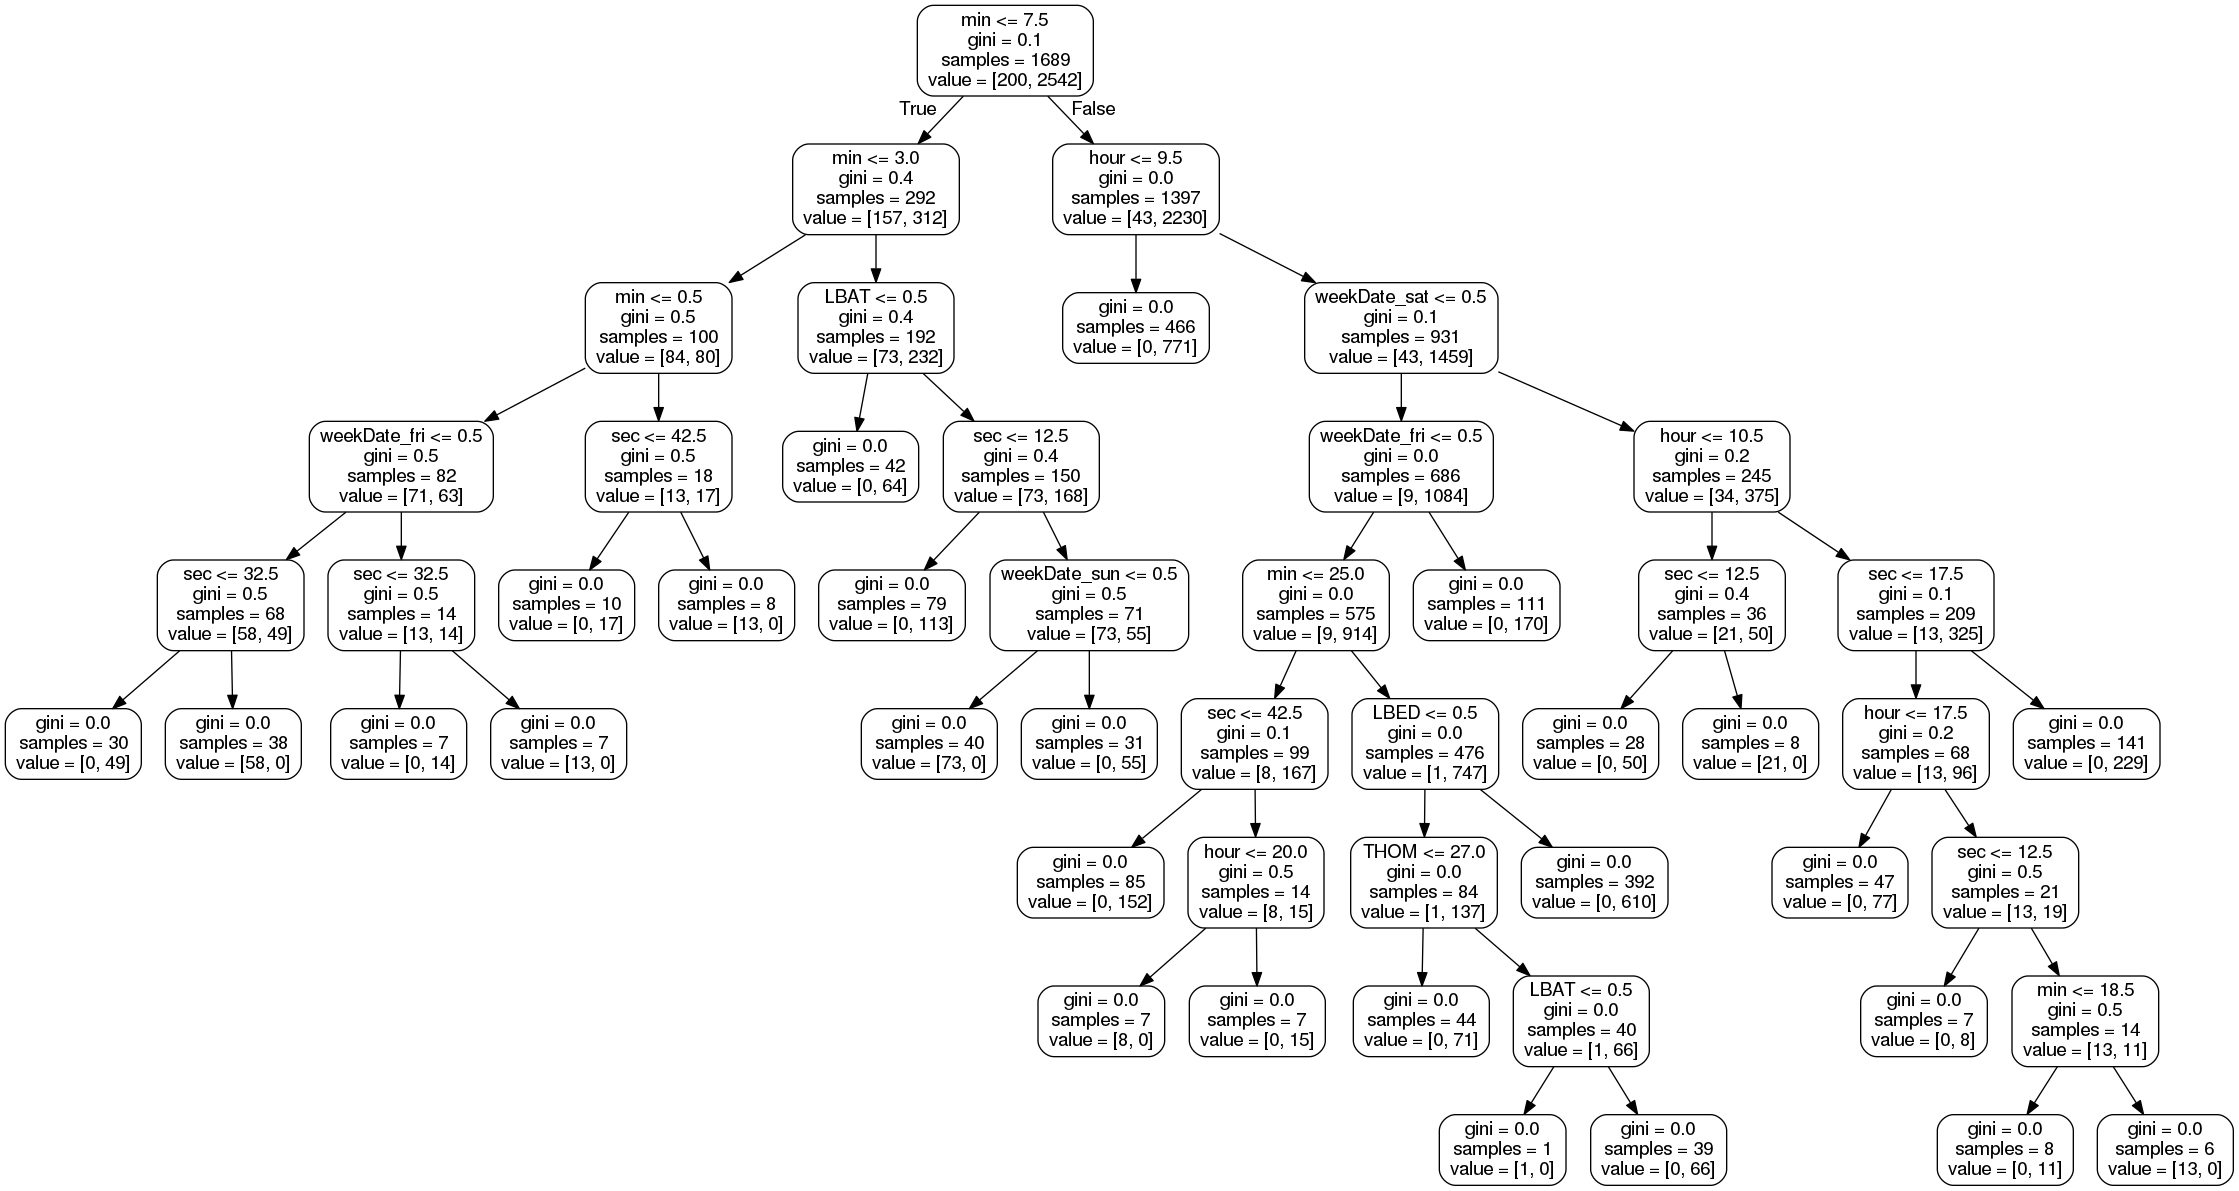 min <= 7.5
gini = 0.1
samples = 1689
value = [200, 2542]
True
False
min <= 3.0
gini = 0.4
samples = 292
value = [157, 312]
hour <= 9.5
gini = 0.0
samples = 1397
value = [43, 2230]
min <= 0.5
gini = 0.5
samples = 100
value = [84, 80]
LBAT <= 0.5
gini = 0.4
samples = 192
value = [73, 232]
gini = 0.0
samples = 466
value = [0, 771]
weekDate_sat <= 0.5
gini = 0.1
samples = 931
value = [43, 1459]
weekDate_fri <= 0.5
gini = 0.5
samples = 82
value = [71, 63]
sec <= 42.5
gini = 0.5
samples = 18
value = [13, 17]
gini = 0.0
samples = 42
value = [0, 64]
sec <= 12.5
gini = 0.4
samples = 150
value = [73, 168]
weekDate_fri <= 0.5
gini = 0.0
samples = 686
value = [9, 1084]
hour <= 10.5
gini = 0.2
samples = 245
value = [34, 375]
sec <= 32.5
gini = 0.5
samples = 68
value = [58, 49]
sec <= 32.5
gini = 0.5
samples = 14
value = [13, 14]
gini = 0.0
samples = 10
value = [0, 17]
gini = 0.0
samples = 8
value = [13, 0]
gini = 0.0
samples = 79
value = [0, 113]
weekDate_sun <= 0.5
gini = 0.5
samples = 71
value = [73, 55]
min <= 25.0
gini = 0.0
samples = 575
value = [9, 914]
gini = 0.0
samples = 111
value = [0, 170]
sec <= 12.5
gini = 0.4
samples = 36
value = [21, 50]
sec <= 17.5
gini = 0.1
samples = 209
value = [13, 325]
gini = 0.0
samples = 30
value = [0, 49]
gini = 0.0
samples = 38
value = [58, 0]
gini = 0.0
samples = 7
value = [0, 14]
gini = 0.0
samples = 7
value = [13, 0]
gini = 0.0
samples = 40
value = [73, 0]
gini = 0.0
samples = 31
value = [0, 55]
sec <= 42.5
gini = 0.1
samples = 99
value = [8, 167]
LBED <= 0.5
gini = 0.0
samples = 476
value = [1, 747]
gini = 0.0
samples = 28
value = [0, 50]
gini = 0.0
samples = 8
value = [21, 0]
hour <= 17.5
gini = 0.2
samples = 68
value = [13, 96]
gini = 0.0
samples = 141
value = [0, 229]
gini = 0.0
samples = 85
value = [0, 152]
hour <= 20.0
gini = 0.5
samples = 14
value = [8, 15]
THOM <= 27.0
gini = 0.0
samples = 84
value = [1, 137]
gini = 0.0
samples = 392
value = [0, 610]
gini = 0.0
samples = 47
value = [0, 77]
sec <= 12.5
gini = 0.5
samples = 21
value = [13, 19]
gini = 0.0
samples = 7
value = [8, 0]
gini = 0.0
samples = 7
value = [0, 15]
gini = 0.0
samples = 44
value = [0, 71]
LBAT <= 0.5
gini = 0.0
samples = 40
value = [1, 66]
gini = 0.0
samples = 7
value = [0, 8]
min <= 18.5
gini = 0.5
samples = 14
value = [13, 11]
gini = 0.0
samples = 1
value = [1, 0]
gini = 0.0
samples = 39
value = [0, 66]
gini = 0.0
samples = 8
value = [0, 11]
gini = 0.0
samples = 6
value = [13, 0]